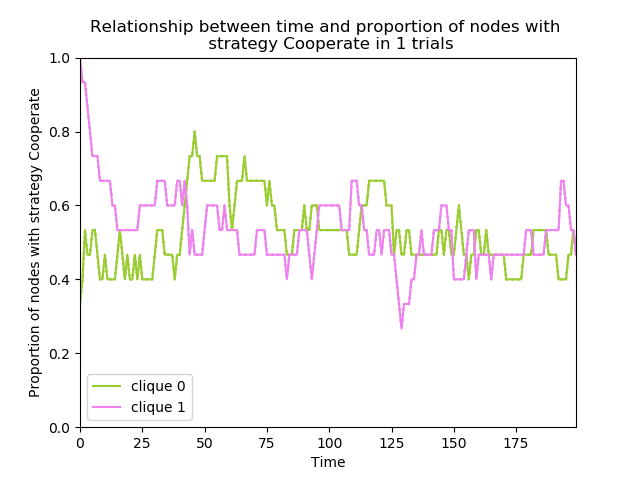 Relationship between time and proportion of nodes with
strategy Cooperate in 1 trials
Proportion of nodes with strategy Cooperate
1.0
0.8
0.6
0.4
0.2
0.0
clique 0
clique 1
0 25 50 75 100 125 150 175
Time